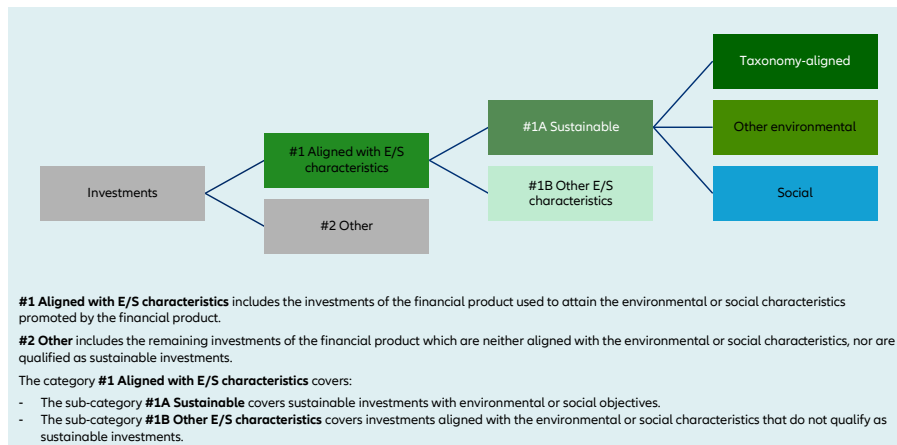 Taxonomy-aligned
#1A Sustainable
Other environmental
#1 Aligned with E/S
characteristics
Investments
#1B Other E/S
characteristics
Social
#2 Other
#1 Aligned with E/S characteristics includes the investments of the financial product used to attain the environmental or social characteristics
promoted by the financial product.
#2 Other includes the remaining investments of the financial product which are neither aligned with the environmental or social characteristics, nor are
qualified as sustainable investments.
The category #1 Aligned with E/S characteristics covers:
- The sub-category #1A Sustainable covers sustainable investments with environmental or social objectives.
- The sub-category #1B Other E/S characteristics covers investments aligned with the environmental or social characteristics that do not qualify as
sustainable investments.